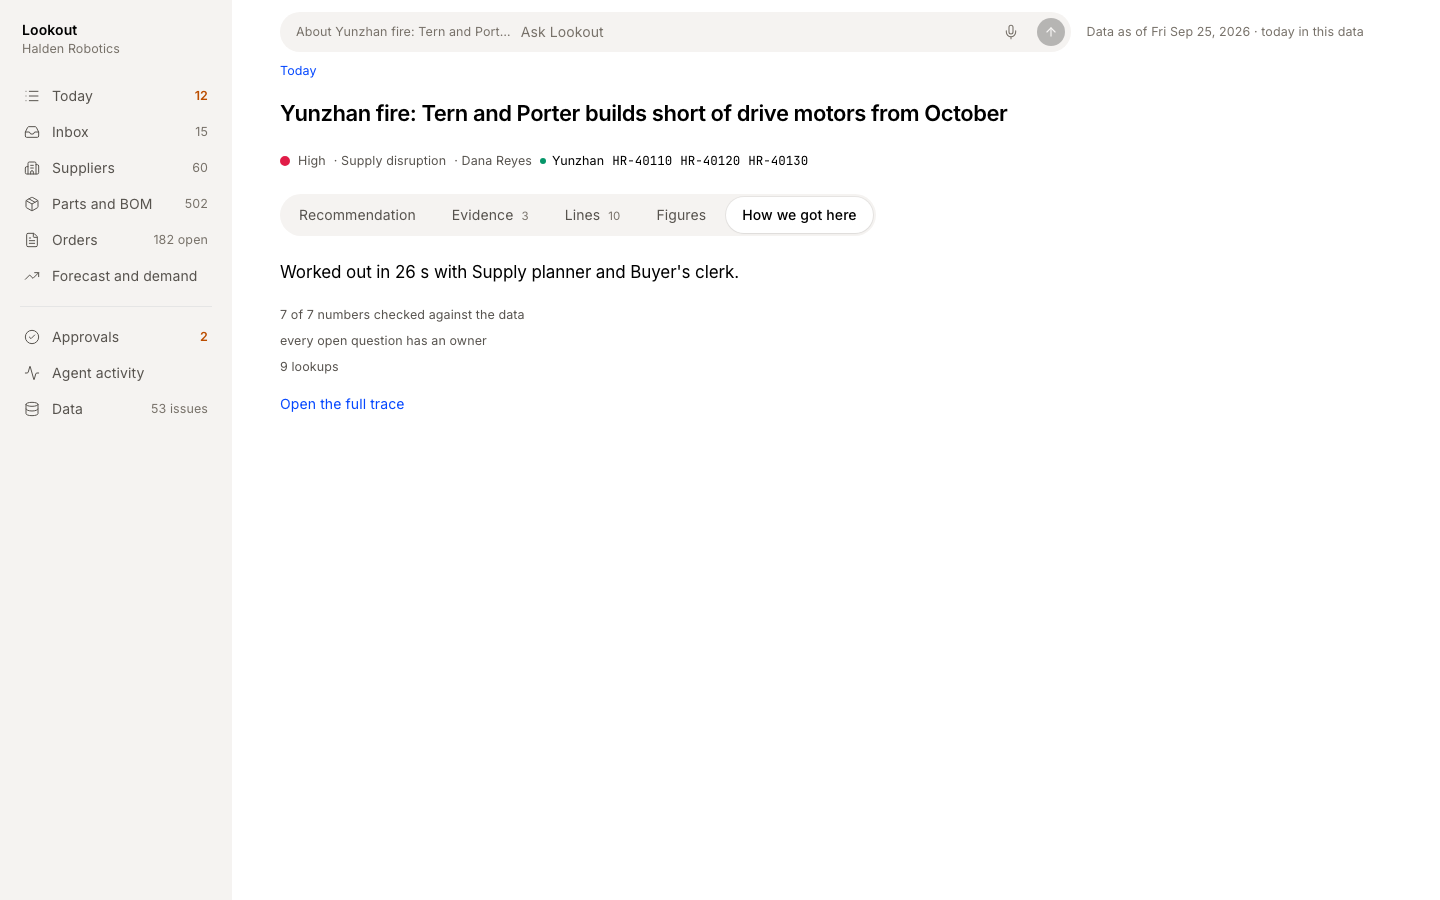 Lookout
Halden Robotics
Today 12
Inbox 15
Suppliers 60
Parts and BOM 502
Orders 182 open
Forecast and demand
Approvals 2
Agent activity
Data 53 issues
About Yunzhan fire: Tern and Port... Ask Lookout
Data as of Fri Sep 25, 2026 · today in this data
Today
Yunzhan fire: Tern and Porter builds short of drive motors from October
High · Supply disruption · Dana Reyes Yunzhan HR-40110 HR-40120 HR-40130
Recommendation Evidence 3 Lines 10 Figures How we got here
Worked out in 26 s with Supply planner and Buyer's clerk.
7 of 7 numbers checked against the data
every open question has an owner
9 lookups
Open the full trace